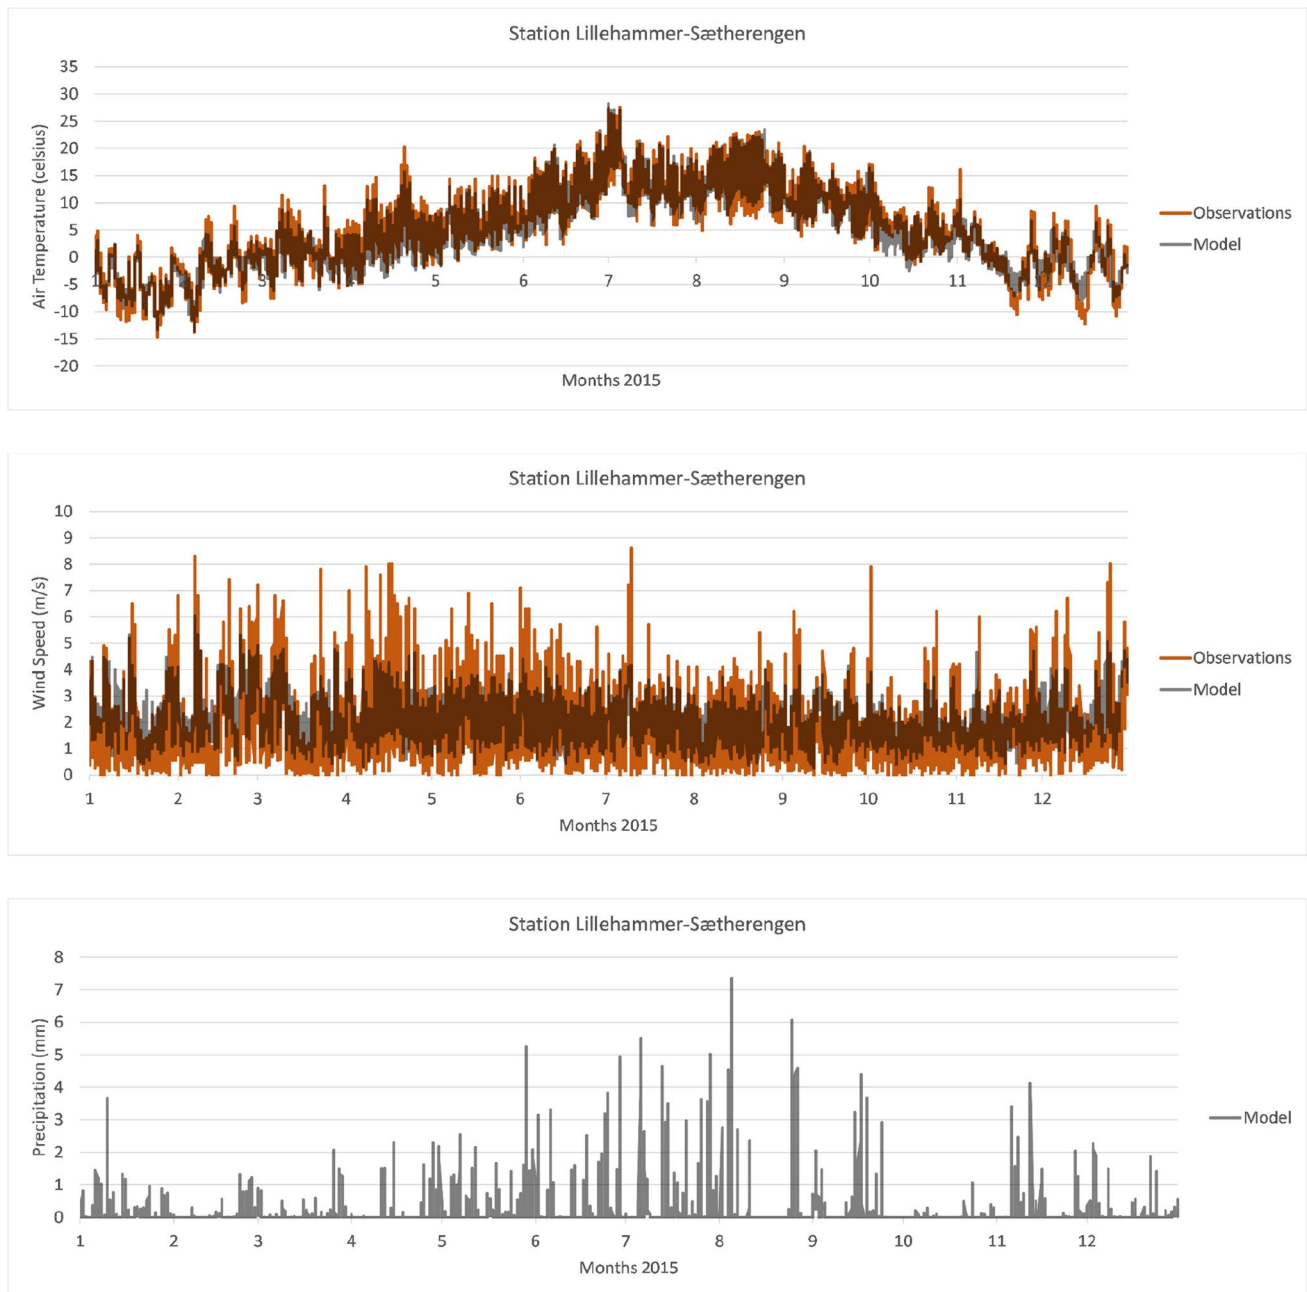 Station Lillehammer-Sætherengen
35
30
25
20
15
10
5
0
-5
-10
-15
-20
Air Temperature (celsius)
1 3 5 6 7 8 9 10 11 12
Months 2015
Observations
Model
Station Lillehammer-Sætherengen
10
9
8
7
6
5
4
3
2
1
0
Wind Speed (m/s)
1 2 3 4 5 6 7 8 9 10 11 12
Months 2015
Observations
Model
Station Lillehammer-Sætherengen
8
7
6
5
4
3
2
1
0
Precipitation (mm)
1 2 3 4 5 6 7 8 9 10 11 12
Months 2015
Model